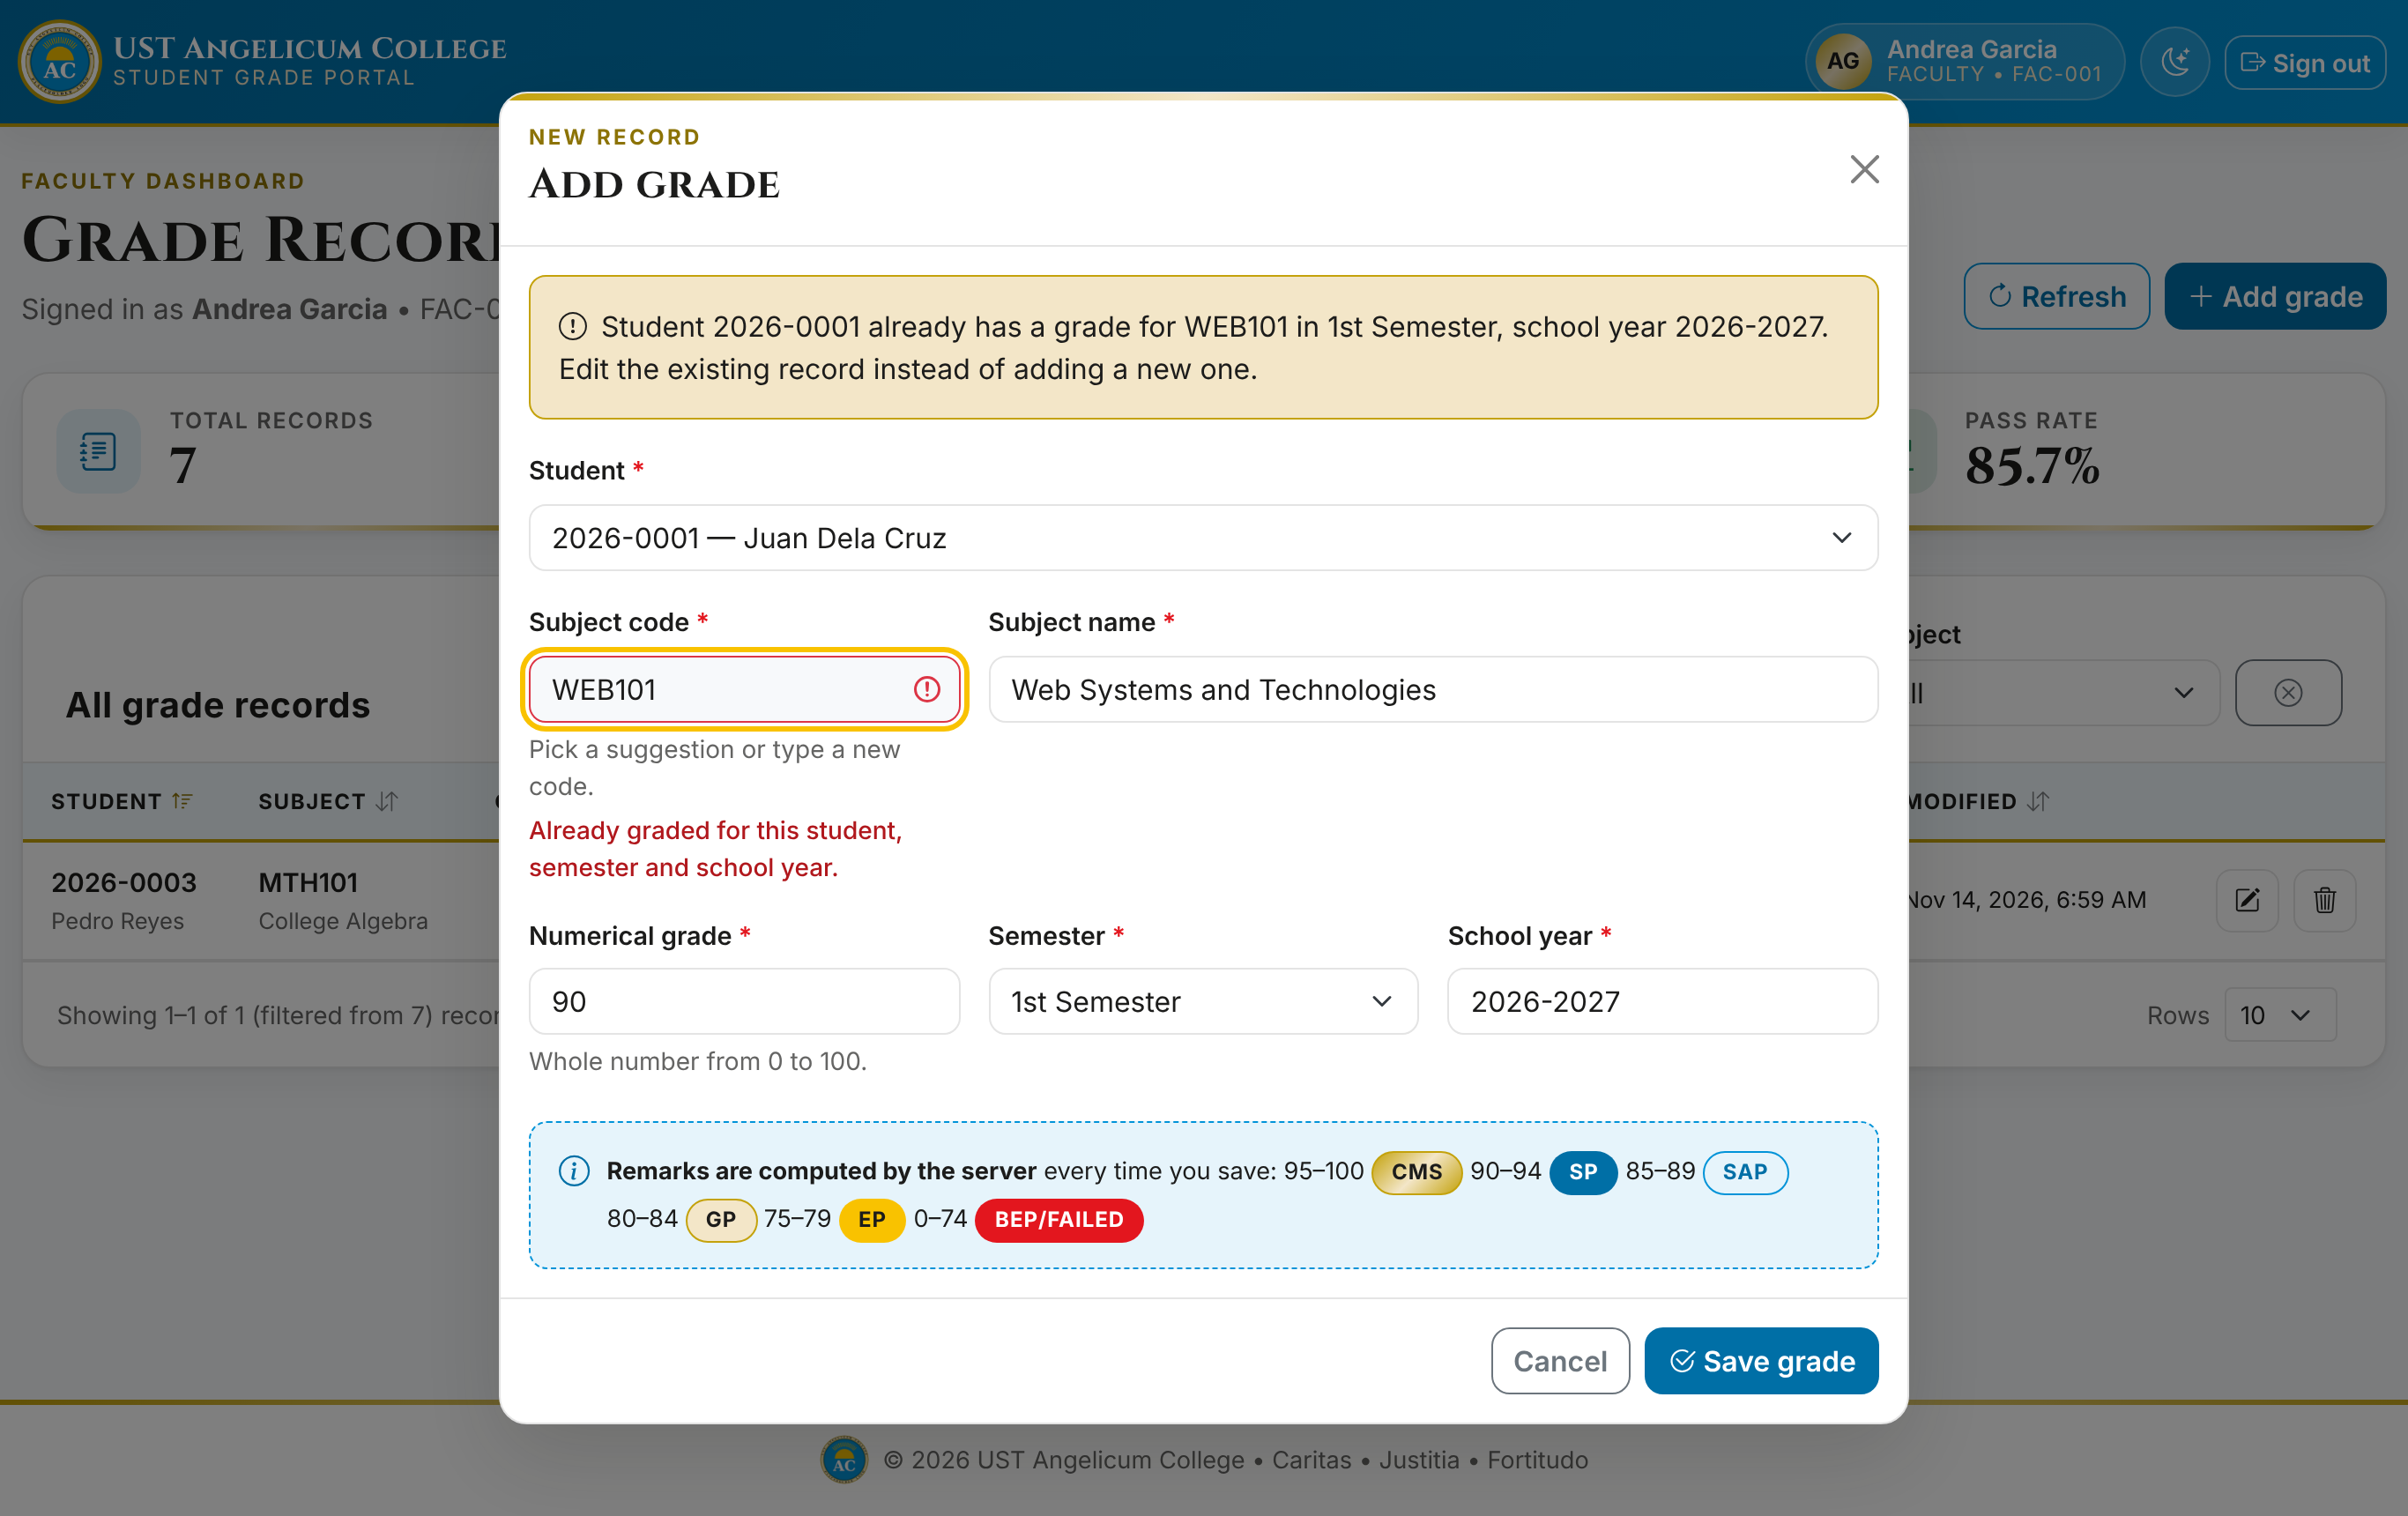 UST Angelicum College
STUDENT GRADE PORTAL
AC
AG
Andrea Garcia
FACULTY • FAC-001
Sign out
FACULTY DASHBOARD
Grade
Signed in as Andrea Garcia •
Refresh
+ Add grade
TOTAL RECORDS
7
PASS RATE
85.7%
All grade records
STUDENT SUBJECT
MODIFIED
2026-0003 MTH101
Pedro Reyes College Algebra
Nov 14, 2026, 6:59 AM
Showing 1–1 of 1 (filtered from 7)
Rows 10
NEW RECORD
Add grade
Student 2026-0001 already has a grade for WEB101 in 1st Semester, school year 2026-2027.
Edit the existing record instead of adding a new one.
Student *
2026-0001 — Juan Dela Cruz
Subject code * Subject name *
WEB101 Web Systems and Technologies
Pick a suggestion or type a new
code.
Already graded for this student,
semester and school year.
Numerical grade * Semester * School year *
90 1st Semester 2026-2027
Whole number from 0 to 100.
Remarks are computed by the server every time you save: 95–100 CMS 90–94 SP 85–89 SAP
80–84 GP 75–79 EP 0–74 BEP/FAILED
Cancel Save grade
AC
© 2026 UST Angelicum College • Caritas • Justitia • Fortitudo